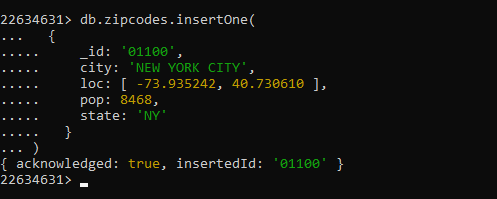 22634631> db.zipcodes.insertOne(
...   {
.....     _id: '01100',
.....     city: 'NEW YORK CITY',
.....     loc: [ -73.935242, 40.730610 ],
.....     pop: 8468,
.....     state: 'NY'
.....   }
... )
{ acknowledged: true, insertedId: '01100' }
22634631>